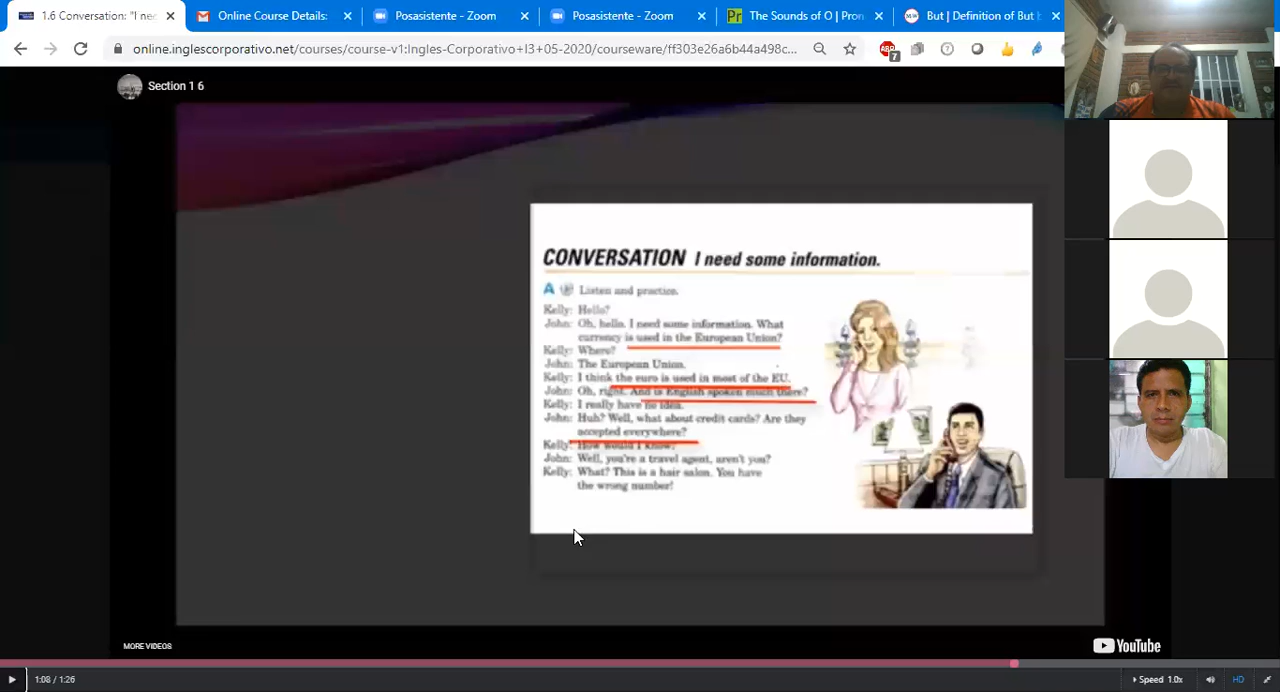 1.6 Conversation: "I nee
Online Course Details:
Posasistente - Zoom
Posasistente - Zoom
The Sounds of O | Pron
But | Definition of But b
online.inglescorporativo.net/courses/course-v1:Ingles-Corporativo+I3+05-2020/courseware/ff303e26a6b44a498c...
7
Section 1 6
CONVERSATION I need some information.
A Listen and practice.
Kelly: Hello?
John: Oh, hello. I need some information. What
currency is used in the European Union?
Kelly: Where?
John: The European Union.
Kelly: I think the euro is used in most of the EU.
John: Oh, right. And is English spoken much there?
Kelly: I really have no idea.
John: Huh? Well, what about credit cards? Are they
accepted everywhere?
Kelly: How would I know?
John: Well, you're a travel agent, aren't you?
Kelly: What? This is a hair salon. You have
the wrong number!
MORE VIDEOS
YouTube
1:08 / 1:26
Speed 1.0x
HD